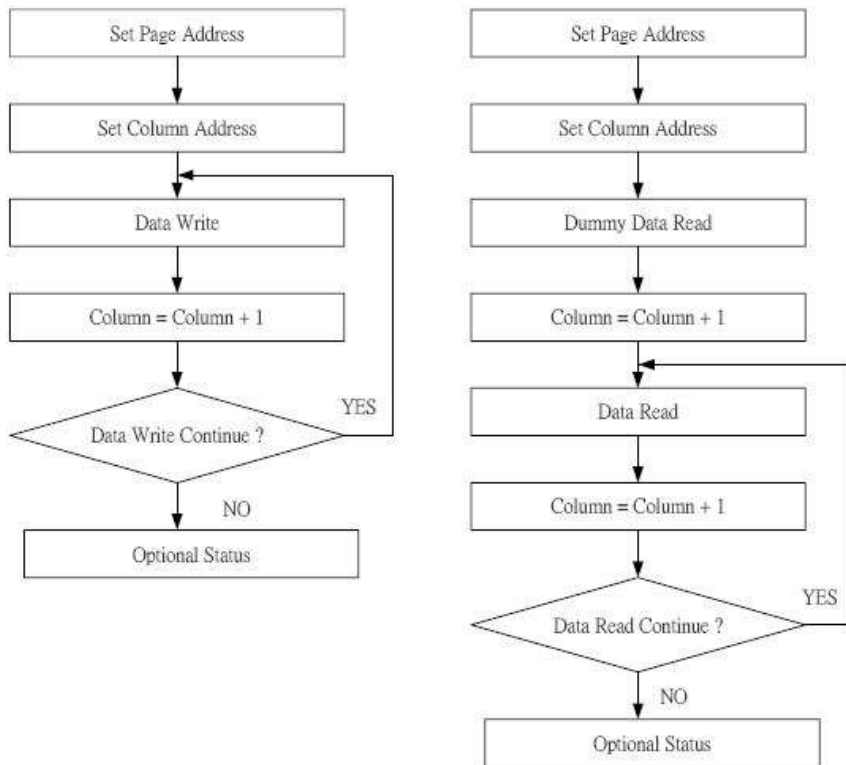 Set Page Address
Set Column Address
Data Write
Column = Column + 1
Data Write Continue ?
YES
NO
Optional Status
Set Page Address
Set Column Address
Dummy Data Read
Column = Column + 1
Data Read
Column = Column + 1
Data Read Continue ?
YES
NO
Optional Status